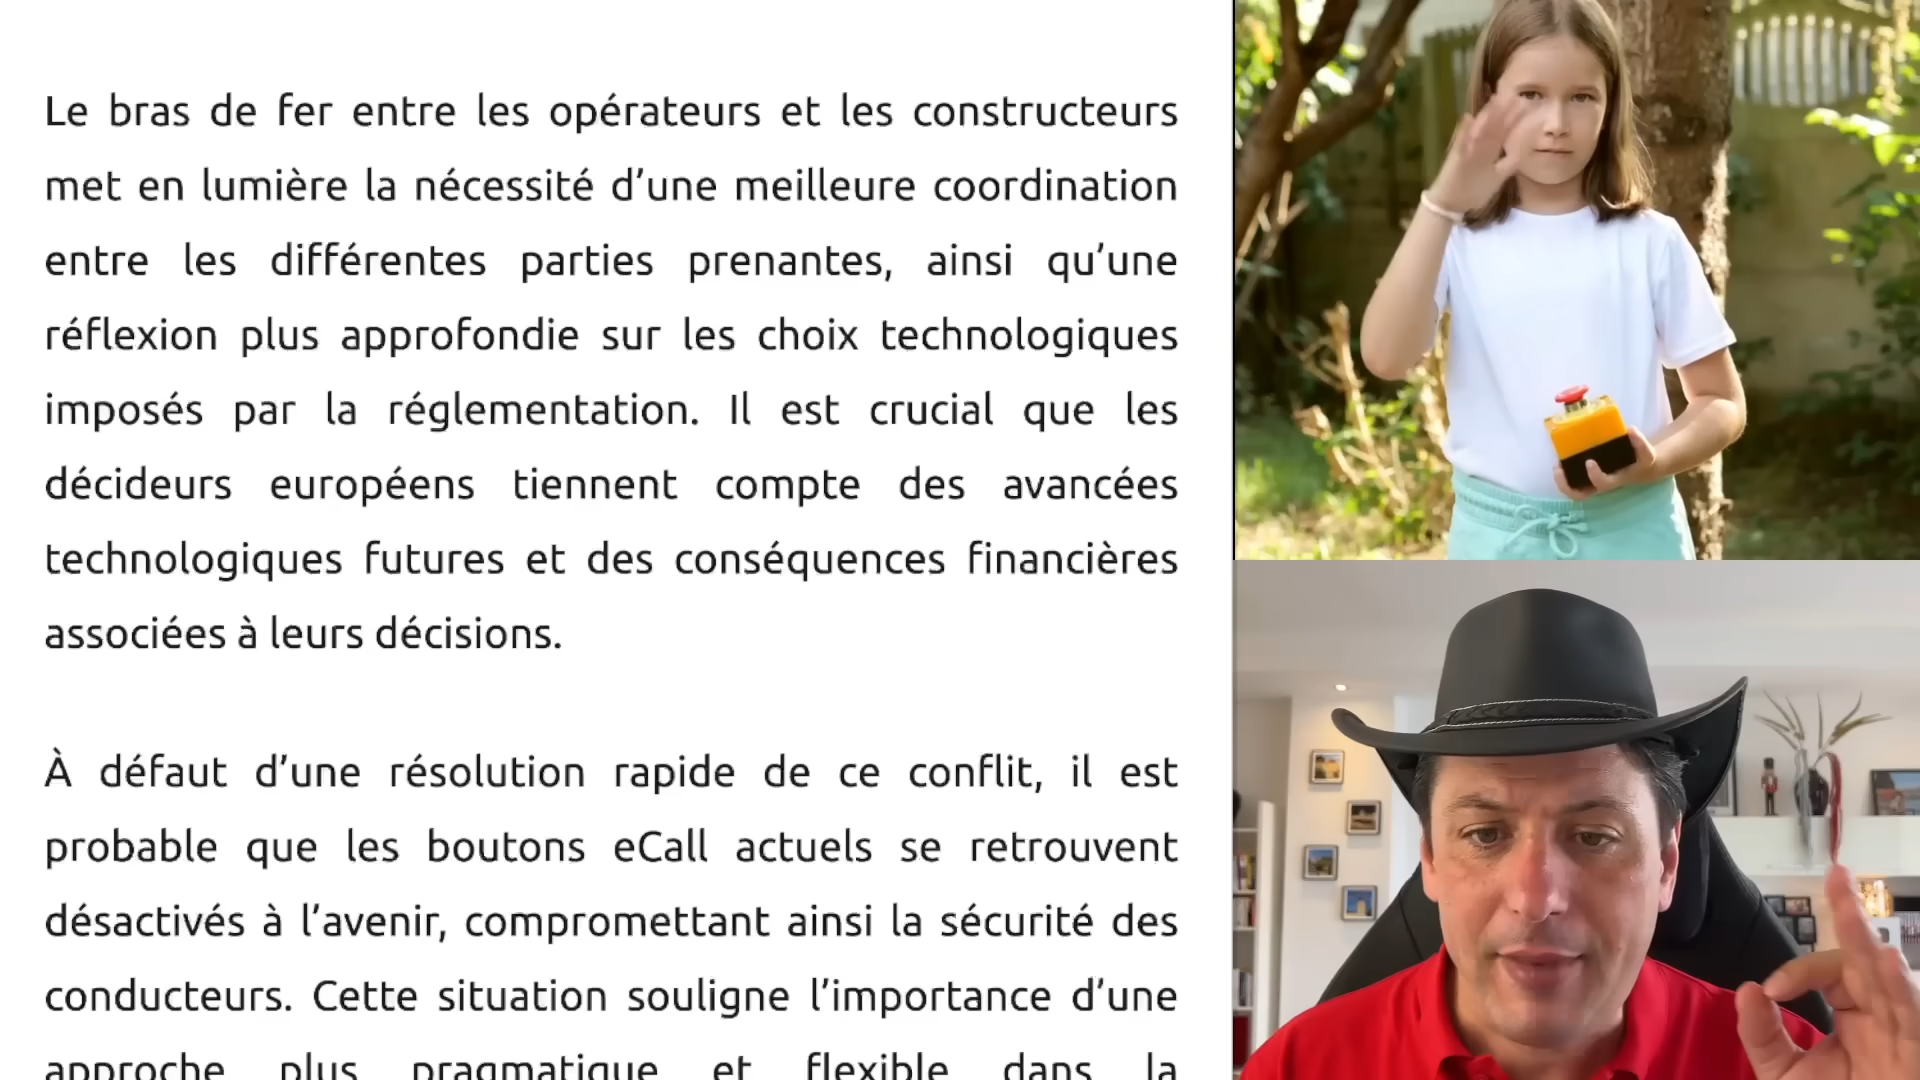 Le bras de fer entre les opérateurs et les constructeurs
met en lumière la nécessité d’une meilleure coordination
entre les différentes parties prenantes, ainsi qu’une
réflexion plus approfondie sur les choix technologiques
imposés par la réglementation. Il est crucial que les
décideurs européens tiennent compte des avancées
technologiques futures et des conséquences financières
associées à leurs décisions.
À défaut d’une résolution rapide de ce conflit, il est
probable que les boutons eCall actuels se retrouvent
désactivés à l’avenir, compromettant ainsi la sécurité des
conducteurs. Cette situation souligne l’importance d’une
approche plus pragmatique et flexible dans la